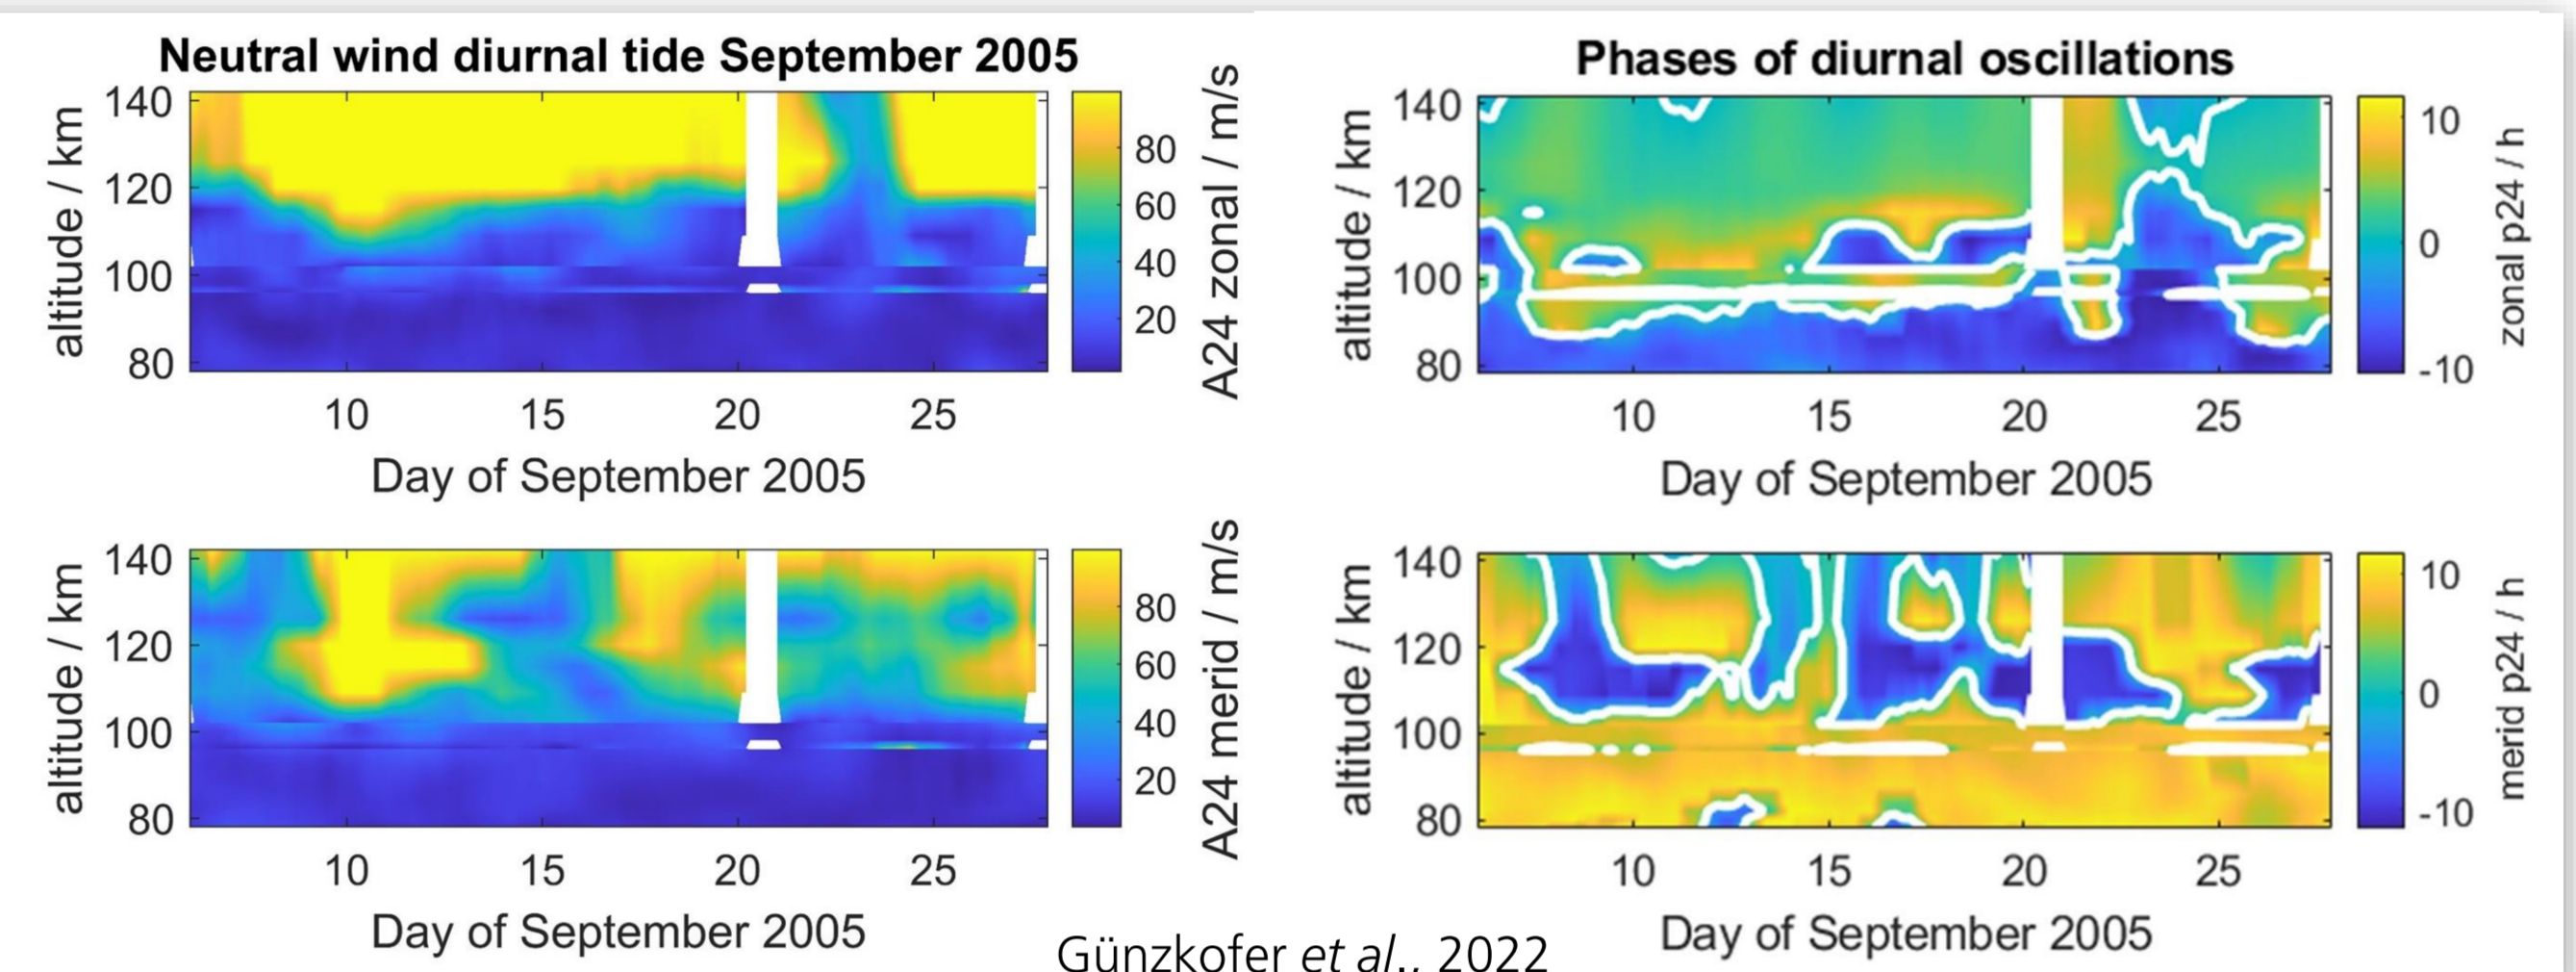 Neutral wind diurnal tide September 2005
altitude / km
140
120
100
80
10 15 20 25
Day of September 2005
80
60
40
20
A24 zonal / m/s
Phases of diurnal oscillations
altitude / km
140
120
100
80
10 15 20 25
Day of September 2005
10
0
-10
zonal p24 / h
altitude / km
140
120
100
80
10 15 20 25
Day of September 2005
80
60
40
20
A24 merid / m/s
altitude / km
140
120
100
80
10 15 20 25
Day of September 2005
10
0
-10
merid p24 / h
Günzkofer et al., 2022